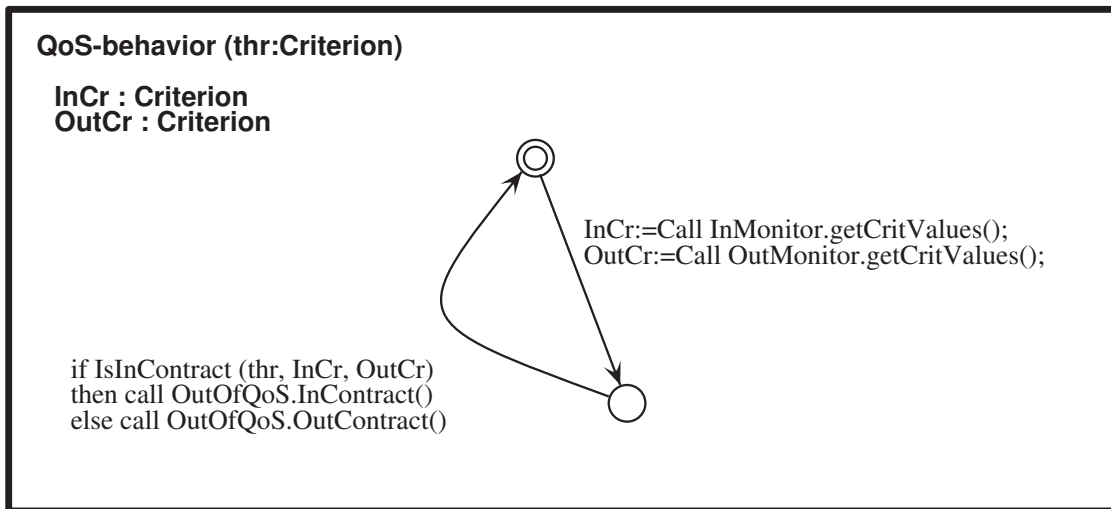 QoS-behavior (thr:Criterion)
InCr : Criterion
OutCr : Criterion
InCr:=Call InMonitor.getCritValues();
OutCr:=Call OutMonitor.getCritValues();
if IsInContract (thr, InCr, OutCr)
then call OutOfQoS.InContract()
else call OutOfQoS.OutContract()